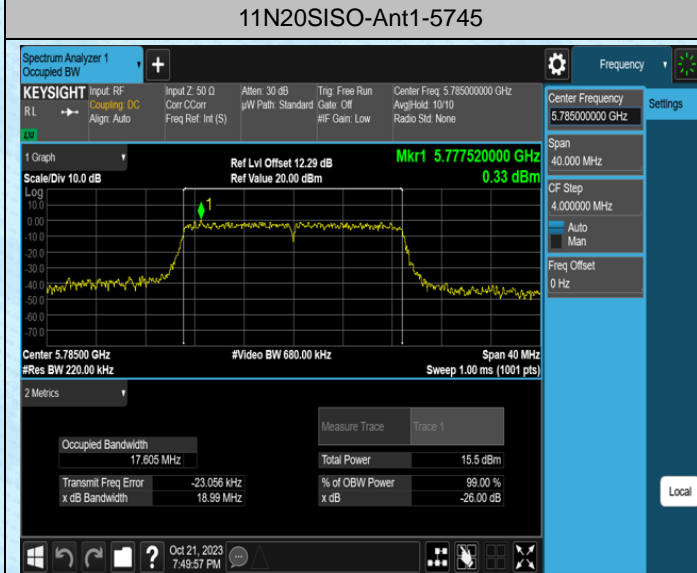 11N20SISO-Ant1-5745
Spectrum Analyzer 1
Occupied BW
+
Frequency
KEYSIGHT
R L
Input: RF
Coupling: DC
Align: Auto
Input Z: 50 Ω
Corr CCorr
Freq Ref: Int (S)
Atten: 30 dB
µW Path: Standard
Trig: Free Run
Gate: Off
#IF Gain: Low
Center Freq: 5.785000000 GHz
Avg|Hold: 10/10
Radio Std: None
Center Frequency
5.785000000 GHz
Settings
Span
40.000 MHz
CF Step
4.000000 MHz
Auto
Man
Freq Offset
0 Hz
1 Graph
Scale/Div 10.0 dB
Ref Lvl Offset 12.29 dB
Ref Value 20.00 dBm
Mkr1 5.777520000 GHz
0.33 dBm
Log
10.0
0.00
-10.0
-20.0
-30.0
-40.0
-50.0
-60.0
-70.0
1
Center 5.78500 GHz
#Res BW 220.00 kHz
#Video BW 680.00 kHz
Span 40 MHz
Sweep 1.00 ms (1001 pts)
2 Metrics
Measure Trace
Trace 1
Occupied Bandwidth
17.605 MHz
Total Power 15.5 dBm
Transmit Freq Error -23.056 kHz
% of OBW Power 99.00 %
x dB Bandwidth 18.99 MHz
x dB -26.00 dB
Local
?
Oct 21, 2023
7:49:57 PM